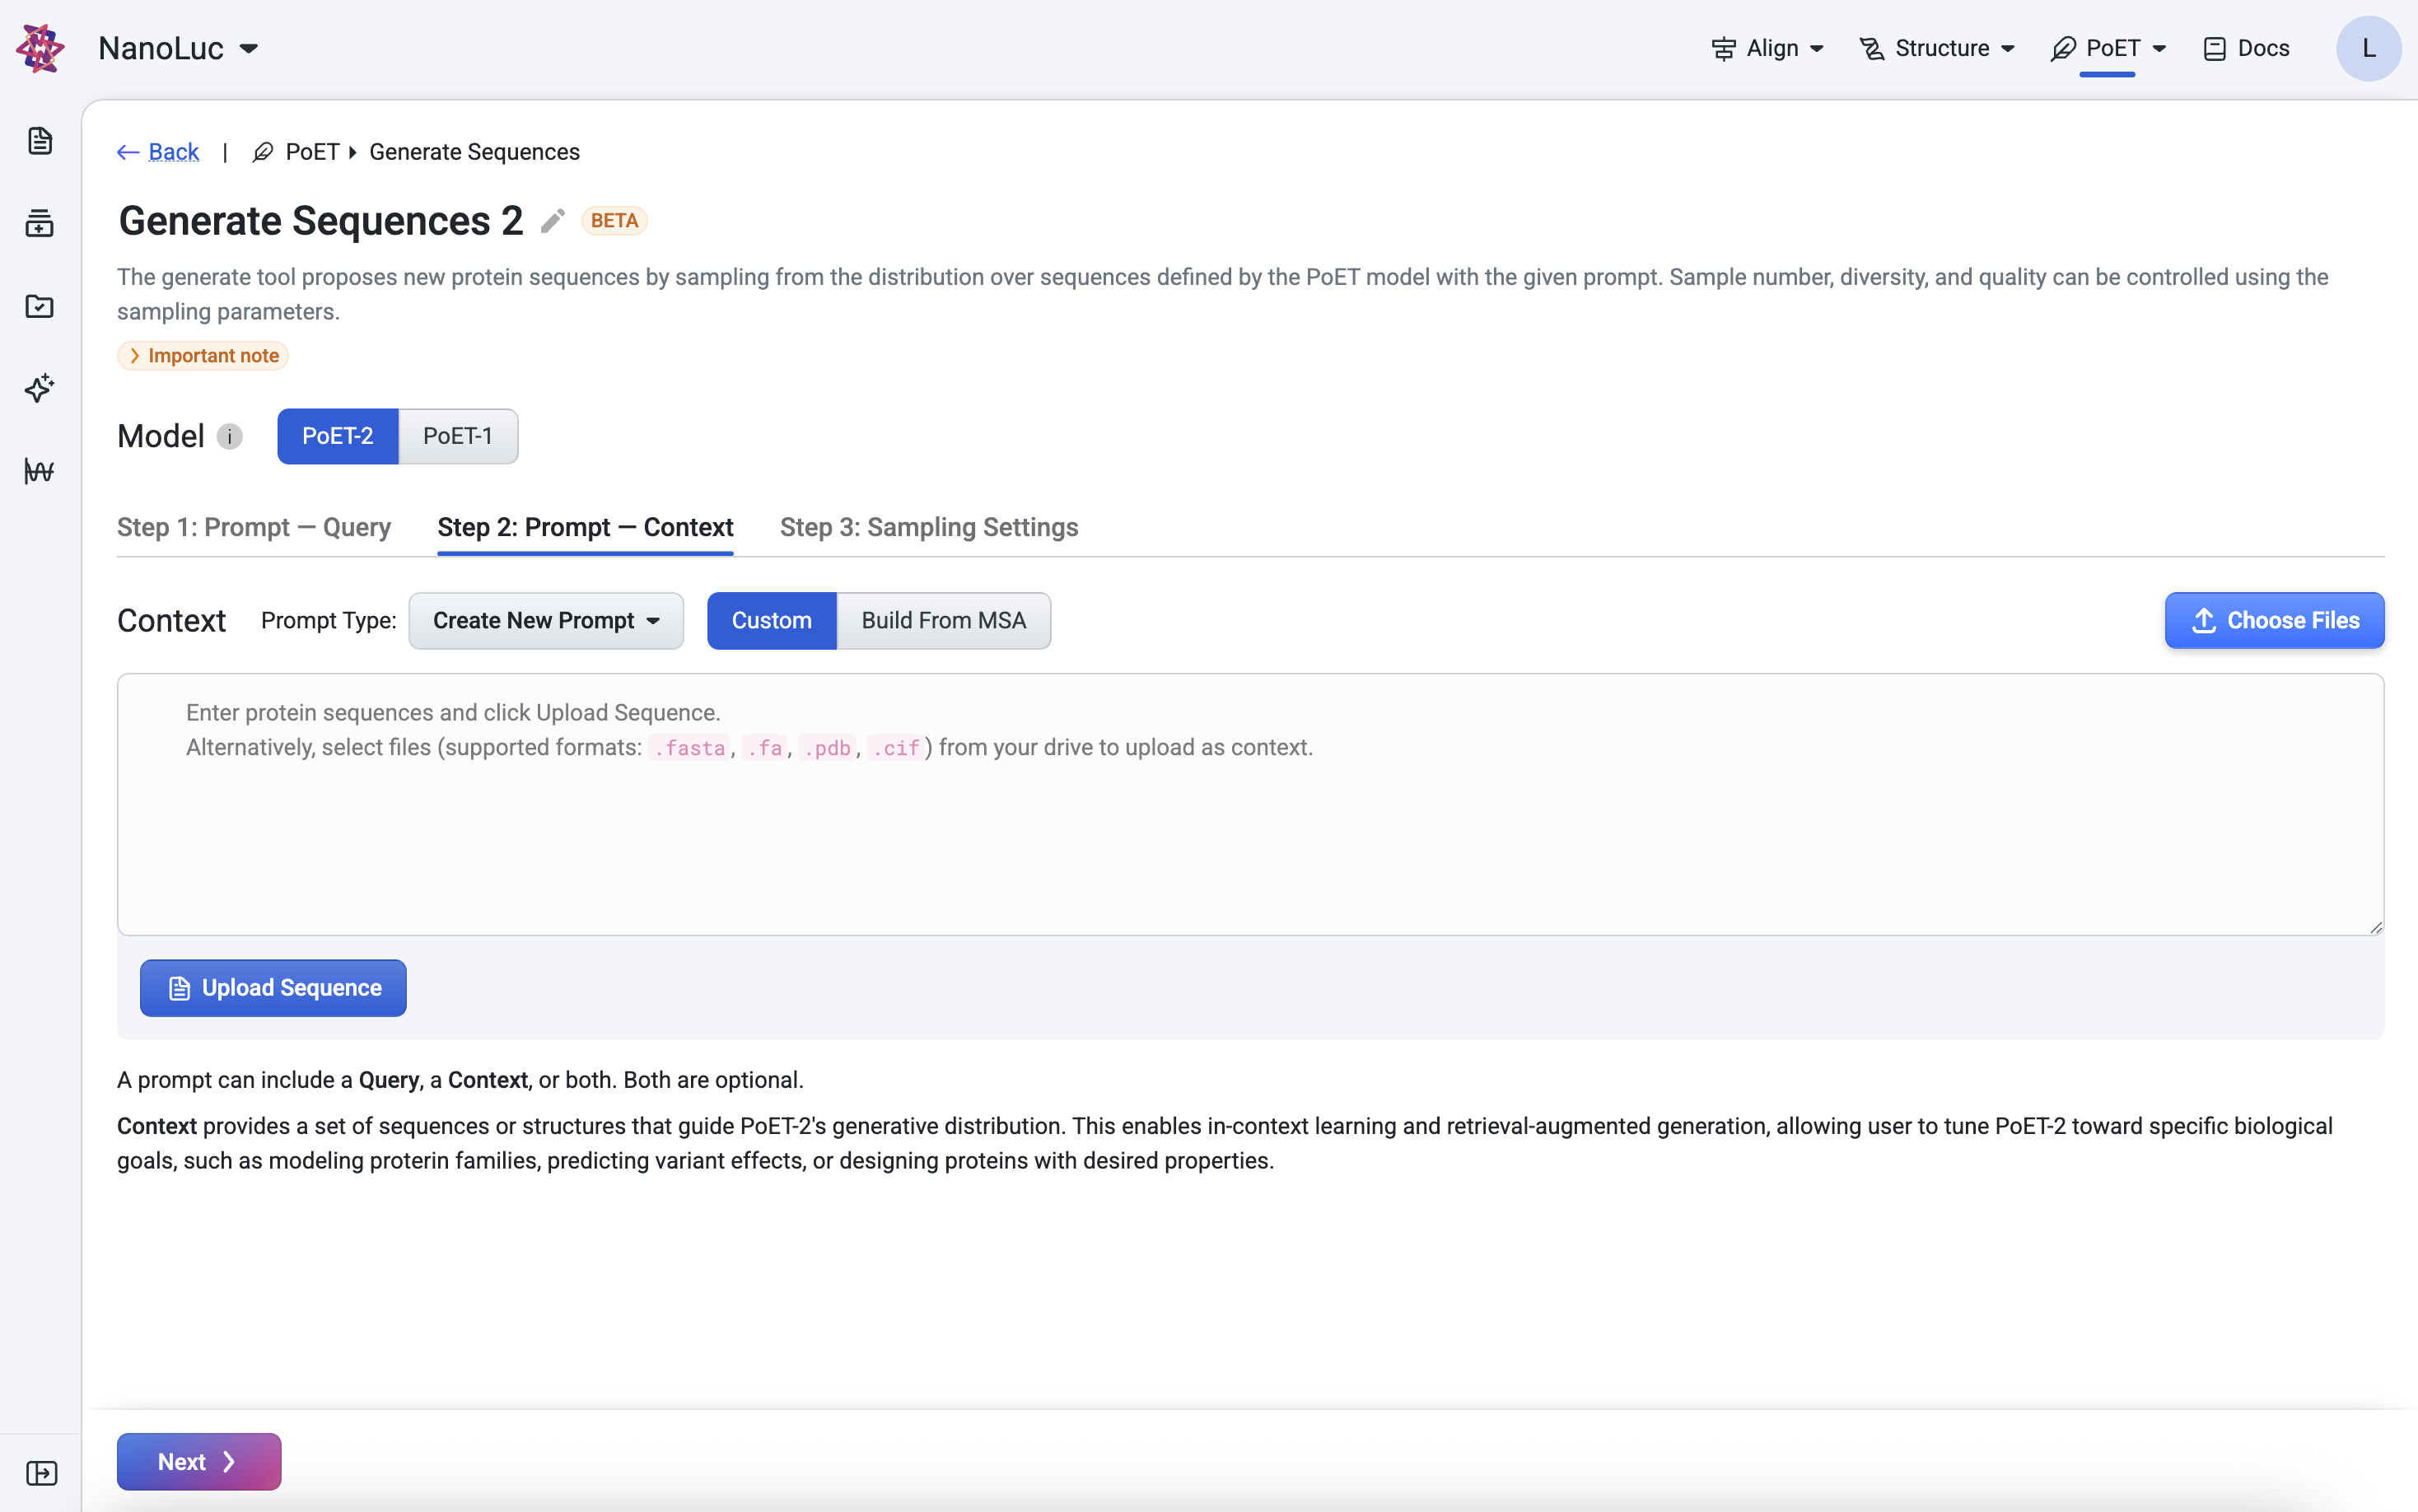 NanoLuc
Align
Structure
PoET
Docs
L
Back | PoET Generate Sequences
Generate Sequences 2 BETA
The generate tool proposes new protein sequences by sampling from the distribution over sequences defined by the PoET model with the given prompt. Sample number, diversity, and quality can be controlled using the
sampling parameters.
Important note
Model i PoET-2 PoET-1
Step 1: Prompt — Query Step 2: Prompt — Context Step 3: Sampling Settings
Context Prompt Type: Create New Prompt Custom Build From MSA Choose Files
Enter protein sequences and click Upload Sequence.
Alternatively, select files (supported formats: .fasta, .fa, .pdb, .cif) from your drive to upload as context.
Upload Sequence
A prompt can include a Query, a Context, or both. Both are optional.
Context provides a set of sequences or structures that guide PoET-2's generative distribution. This enables in-context learning and retrieval-augmented generation, allowing user to tune PoET-2 toward specific biological
goals, such as modeling proterin families, predicting variant effects, or designing proteins with desired properties.
Next